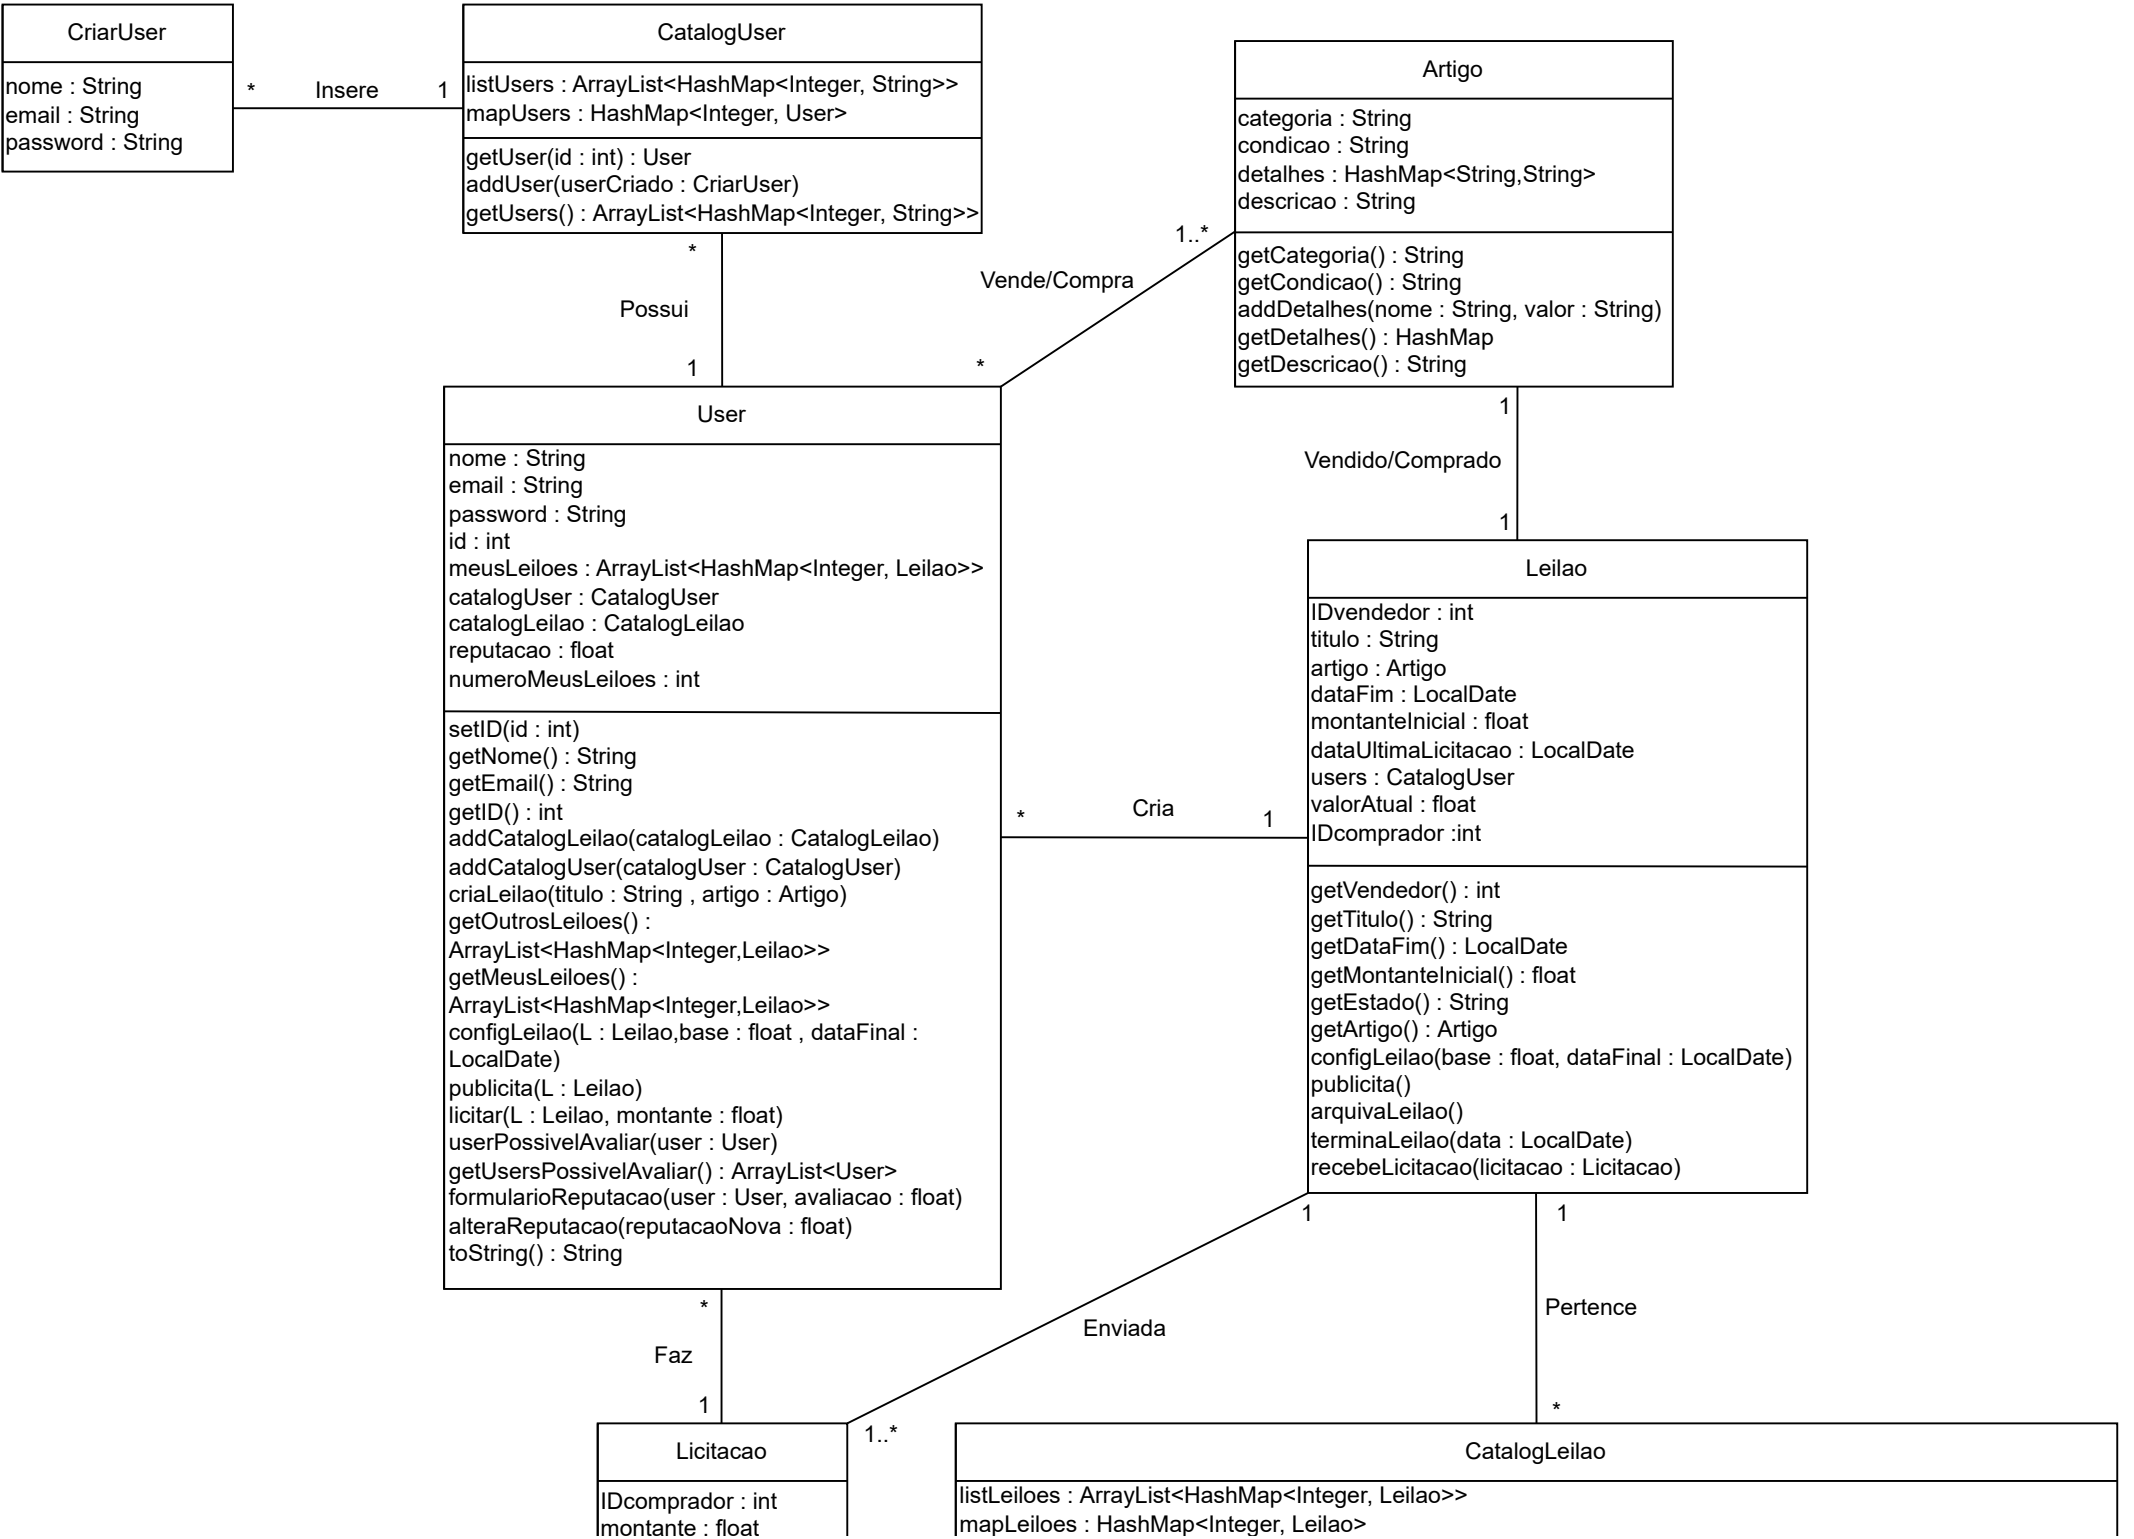 CriarUser
nome : String
email : String
password : String
*
Insere
1
CatalogUser
listUsers : ArrayList<HashMap<Integer, String>>
mapUsers : HashMap<Integer, User>
getUser(id : int) : User
addUser(userCriado : CriarUser)
getUsers() : ArrayList<HashMap<Integer, String>>
*
Possui
1
Artigo
categoria : String
condicao : String
detalhes : HashMap<String,String>
descricao : String
getCategoria() : String
getCondicao() : String
addDetalhes(nome : String, valor : String)
getDetalhes() : HashMap
getDescricao() : String
1..*
Vende/Compra
*
1
Vendido/Comprado
1
User
nome : String
email : String
password : String
id : int
meusLeiloes : ArrayList<HashMap<Integer, Leilao>>
catalogUser : CatalogUser
catalogLeilao : CatalogLeilao
reputacao : float
numeroMeusLeiloes : int
setID(id : int)
getNome() : String
getEmail() : String
getID() : int
addCatalogLeilao(catalogLeilao : CatalogLeilao)
addCatalogUser(catalogUser : CatalogUser)
criaLeilao(titulo : String , artigo : Artigo)
getOutrosLeiloes() :
ArrayList<HashMap<Integer,Leilao>>
getMeusLeiloes() :
ArrayList<HashMap<Integer,Leilao>>
configLeilao(L : Leilao,base : float , dataFinal :
LocalDate)
publicita(L : Leilao)
licitar(L : Leilao, montante : float)
userPossivelAvaliar(user : User)
getUsersPossivelAvaliar() : ArrayList<User>
formularioReputacao(user : User, avaliacao : float)
alteraReputacao(reputacaoNova : float)
toString() : String
*
Cria
1
Leilao
IDvendedor : int
titulo : String
artigo : Artigo
dataFim : LocalDate
montanteInicial : float
dataUltimaLicitacao : LocalDate
users : CatalogUser
valorAtual : float
IDcomprador :int
getVendedor() : int
getTitulo() : String
getDataFim() : LocalDate
getMontanteInicial() : float
getEstado() : String
getArtigo() : Artigo
configLeilao(base : float, dataFinal : LocalDate)
publicita()
arquivaLeilao()
terminaLeilao(data : LocalDate)
recebeLicitacao(licitacao : Licitacao)
*
Faz
1
1
Enviada
1..*
1
Pertence
*
Licitacao
IDcomprador : int
montante : float
CatalogLeilao
listLeiloes : ArrayList<HashMap<Integer, Leilao>>
mapLeiloes : HashMap<Integer, Leilao>